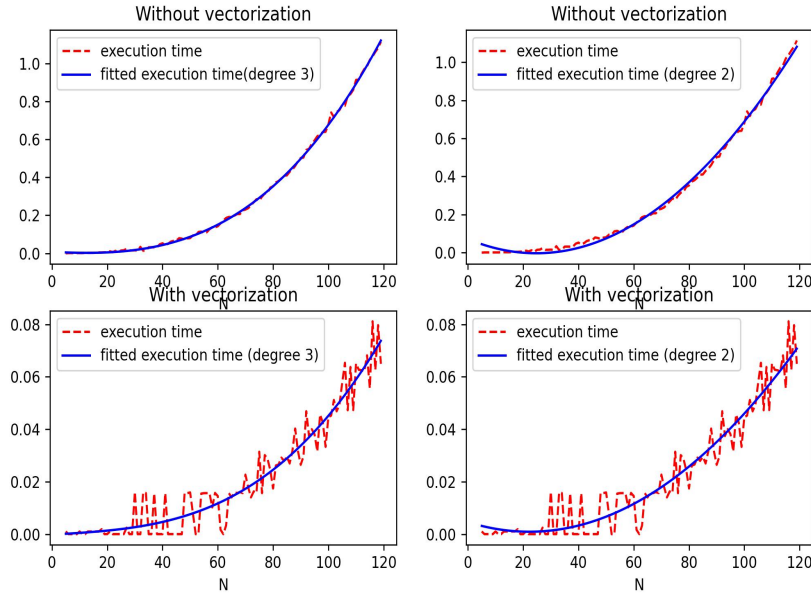 Without vectorization
execution time
fitted execution time(degree 3)
1.0
0.8
0.6
0.4
0.2
0.0
0 20 40 60 80 100 120
N
Without vectorization
execution time
fitted execution time (degree 2)
1.0
0.8
0.6
0.4
0.2
0.0
0 20 40 60 80 100 120
N
With vectorization
execution time
fitted execution time (degree 3)
0.08
0.06
0.04
0.02
0.00
0 20 40 60 80 100 120
N
With vectorization
execution time
fitted execution time (degree 2)
0.08
0.06
0.04
0.02
0.00
0 20 40 60 80 100 120
N